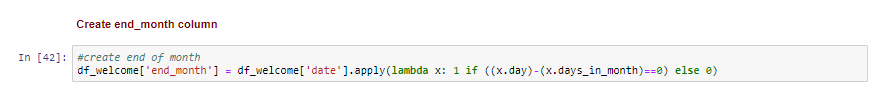 Create end_month column
In [42]: #create end of month
df_welcome['end_month'] = df_welcome['date'].apply(lambda x: 1 if ((x.day)-(x.days_in_month)==0) else 0)